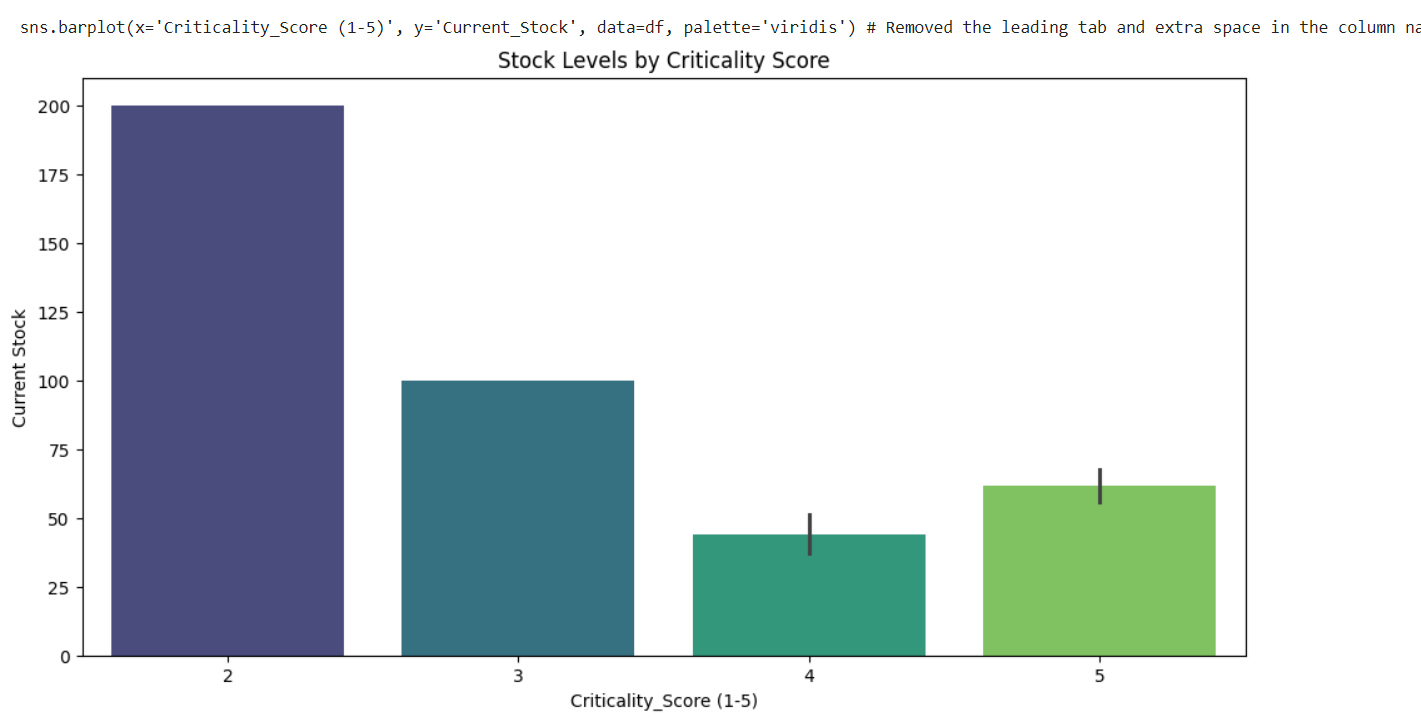 sns.barplot(x='Criticality_Score (1-5)', y='Current_Stock', data=df, palette='viridis') # Removed the leading tab and extra space in the column
Stock Levels by Criticality Score
200
175
150
125
100
75
50
25
0
Current Stock
2 3 4 5
Criticality_Score (1-5)